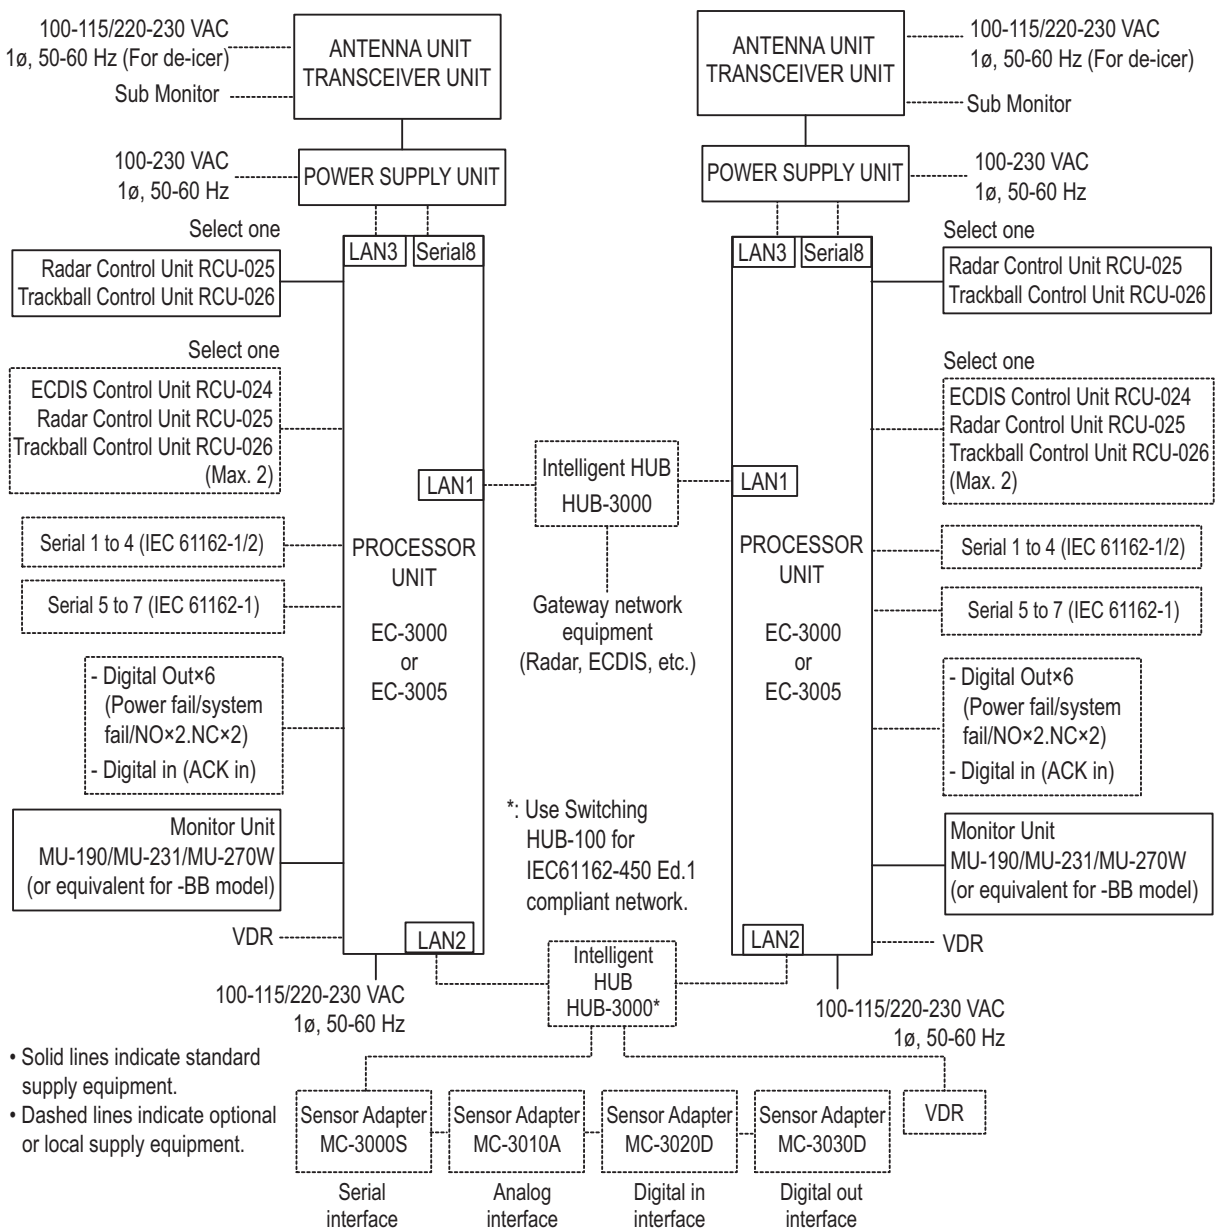 100-115/220-230 VAC
1ø, 50-60 Hz (For de-icer)
Sub Monitor
ANTENNA UNIT
TRANSCEIVER UNIT
100-230 VAC
1ø, 50-60 Hz
POWER SUPPLY UNIT
Select one
LAN3
Serial8
Radar Control Unit RCU-025
Trackball Control Unit RCU-026
Select one
ECDIS Control Unit RCU-024
Radar Control Unit RCU-025
Trackball Control Unit RCU-026
(Max. 2)
LAN1
Serial 1 to 4 (IEC 61162-1/2)
Serial 5 to 7 (IEC 61162-1)
PROCESSOR
UNIT
EC-3000
or
EC-3005
- Digital Out×6
(Power fail/system
fail/NO×2.NC×2)
- Digital in (ACK in)
Monitor Unit
MU-190/MU-231/MU-270W
(or equivalent for -BB model)
VDR
LAN2
100-115/220-230 VAC
1ø, 50-60 Hz
Intelligent HUB
HUB-3000
Gateway network
equipment
(Radar, ECDIS, etc.)
*: Use Switching
HUB-100 for
IEC61162-450 Ed.1
compliant network.
Intelligent
HUB
HUB-3000*
ANTENNA UNIT
TRANSCEIVER UNIT
100-115/220-230 VAC
1ø, 50-60 Hz (For de-icer)
Sub Monitor
POWER SUPPLY UNIT
100-230 VAC
1ø, 50-60 Hz
LAN3
Serial8
Select one
Radar Control Unit RCU-025
Trackball Control Unit RCU-026
Select one
ECDIS Control Unit RCU-024
Radar Control Unit RCU-025
Trackball Control Unit RCU-026
(Max. 2)
LAN1
PROCESSOR
UNIT
EC-3000
or
EC-3005
Serial 1 to 4 (IEC 61162-1/2)
Serial 5 to 7 (IEC 61162-1)
- Digital Out×6
(Power fail/system
fail/NO×2.NC×2)
- Digital in (ACK in)
Monitor Unit
MU-190/MU-231/MU-270W
(or equivalent for -BB model)
LAN2
VDR
100-115/220-230 VAC
1ø, 50-60 Hz
• Solid lines indicate standard
supply equipment.
• Dashed lines indicate optional
or local supply equipment.
Sensor Adapter
MC-3000S
Sensor Adapter
MC-3010A
Sensor Adapter
MC-3020D
Sensor Adapter
MC-3030D
VDR
Serial
interface
Analog
interface
Digital in
interface
Digital out
interface